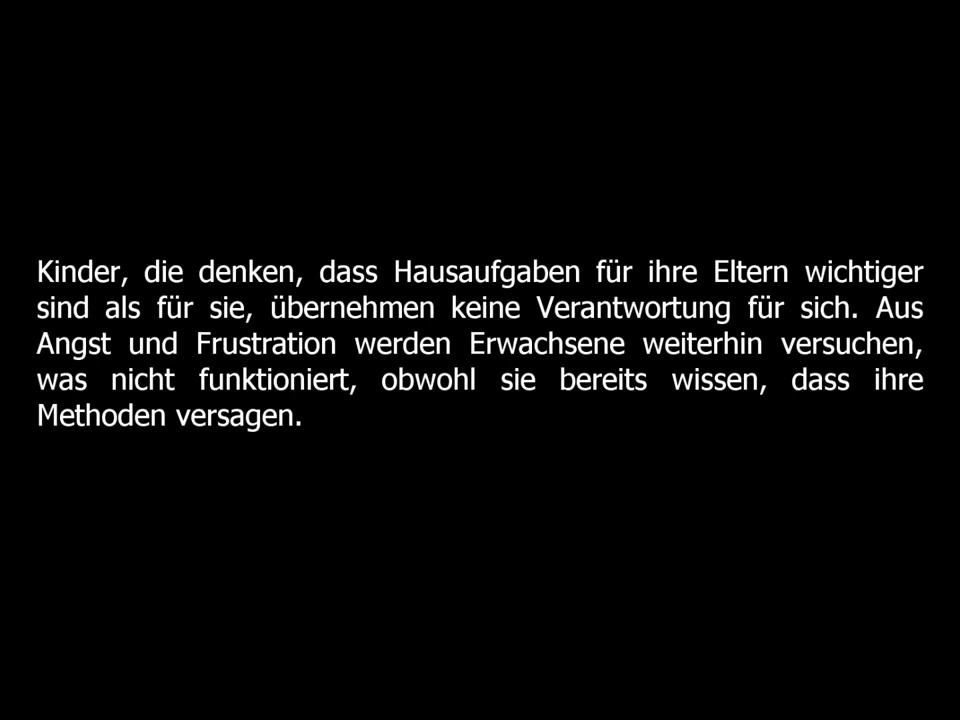 Kinder, die denken, dass Hausaufgaben für ihre Eltern wichtiger
sind als für sie, übernehmen keine Verantwortung für sich. Aus
Angst und Frustration werden Erwachsene weiterhin versuchen,
was nicht funktioniert, obwohl sie bereits wissen, dass ihre
Methoden versagen.